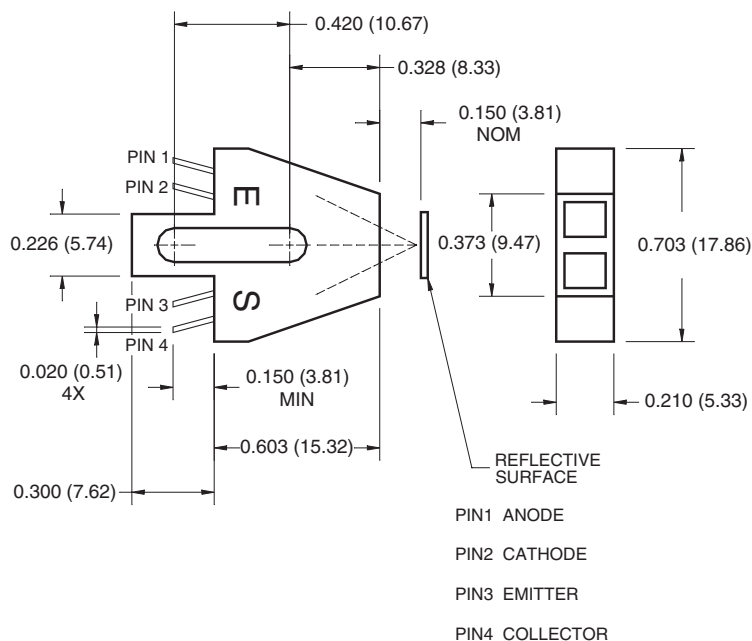 0.420 (10.67)
0.328 (8.33)
0.150 (3.81)
NOM
PIN 1
PIN 2
E
0.226 (5.74)
0.373 (9.47)
0.703 (17.86)
S
PIN 3
PIN 4
0.020 (0.51)
4X
0.150 (3.81)
MIN
0.210 (5.33)
0.603 (15.32)
0.300 (7.62)
REFLECTIVE
SURFACE
PIN1 ANODE
PIN2 CATHODE
PIN3 EMITTER
PIN4 COLLECTOR